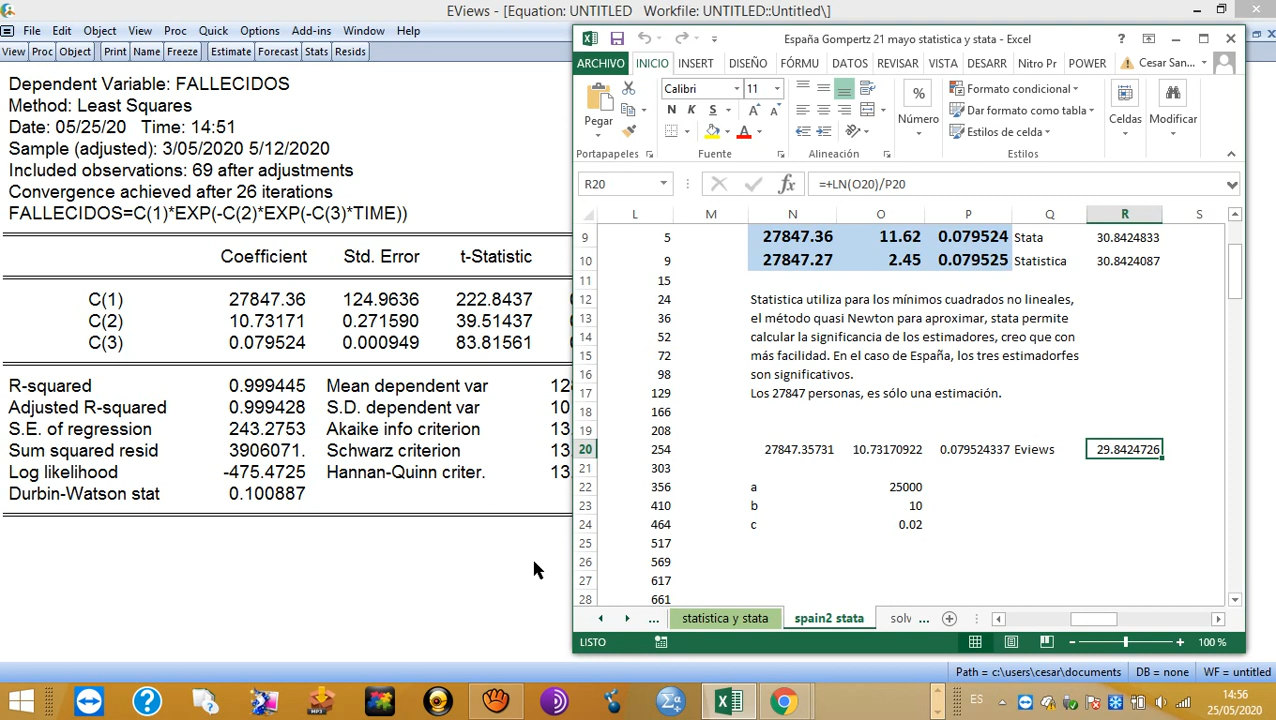 EViews - [Equation: UNTITLED Workfile: UNTITLED::Untitled\]
File Edit Object View Proc Quick Options Add-ins Window Help
View Proc Object Print Name Freeze Estimate Forecast Stats Resids
Dependent Variable: FALLECIDOS
Method: Least Squares
Date: 05/25/20 Time: 14:51
Sample (adjusted): 3/05/2020 5/12/2020
Included observations: 69 after adjustments
Convergence achieved after 26 iterations
FALLECIDOS=C(1)*EXP(-C(2)*EXP(-C(3)*TIME))
Coefficient Std. Error t-Statistic
C(1) 27847.36 124.9636 222.8437
C(2) 10.73171 0.271590 39.51437
C(3) 0.079524 0.000949 83.81561
R-squared 0.999445 Mean dependent var 12
Adjusted R-squared 0.999428 S.D. dependent var 10
S.E. of regression 243.2753 Akaike info criterion 13
Sum squared resid 3906071. Schwarz criterion 13
Log likelihood -475.4725 Hannan-Quinn criter. 13
Durbin-Watson stat 0.100887
España Gompertz 21 mayo statistica y stata - Excel
ARCHIVO INICIO INSERT DISEÑO FÓRMU DATOS REVISAR VISTA DESARR Nitro Pr POWER Cesar San...
Pegar
Calibri 11
N K S
Número
Formato condicional
Dar formato como tabla
Estilos de celda
Celdas
Modificar
Portapapeles Fuente Alineación Estilos
R20 =+LN(O20)/P20
L M N O P Q R S
9 5 27847.36 11.62 0.079524 Stata 30.8424833
10 9 27847.27 2.45 0.079525 Statistica 30.8424087
11 15
12 24 Statistica utiliza para los mínimos cuadrados no lineales,
13 36 el método quasi Newton para aproximar, stata permite
14 52 calcular la significancia de los estimadores, creo que con
15 72 más facilidad. En el caso de España, los tres estimadorfes
16 98 son significativos.
17 129 Los 27847 personas, es sólo una estimación.
18 166
19 208
20 254 27847.35731 10.73170922 0.079524337 Eviews 29.8424726
21 303
22 356 a 25000
23 410 b 10
24 464 c 0.02
25 517
26 569
27 617
28 661
... statistica y stata spain2 stata solv ...
LISTO 100 %
Path = c:\users\cesar\documents DB = none WF = untitled
ES 14:56
25/05/2020